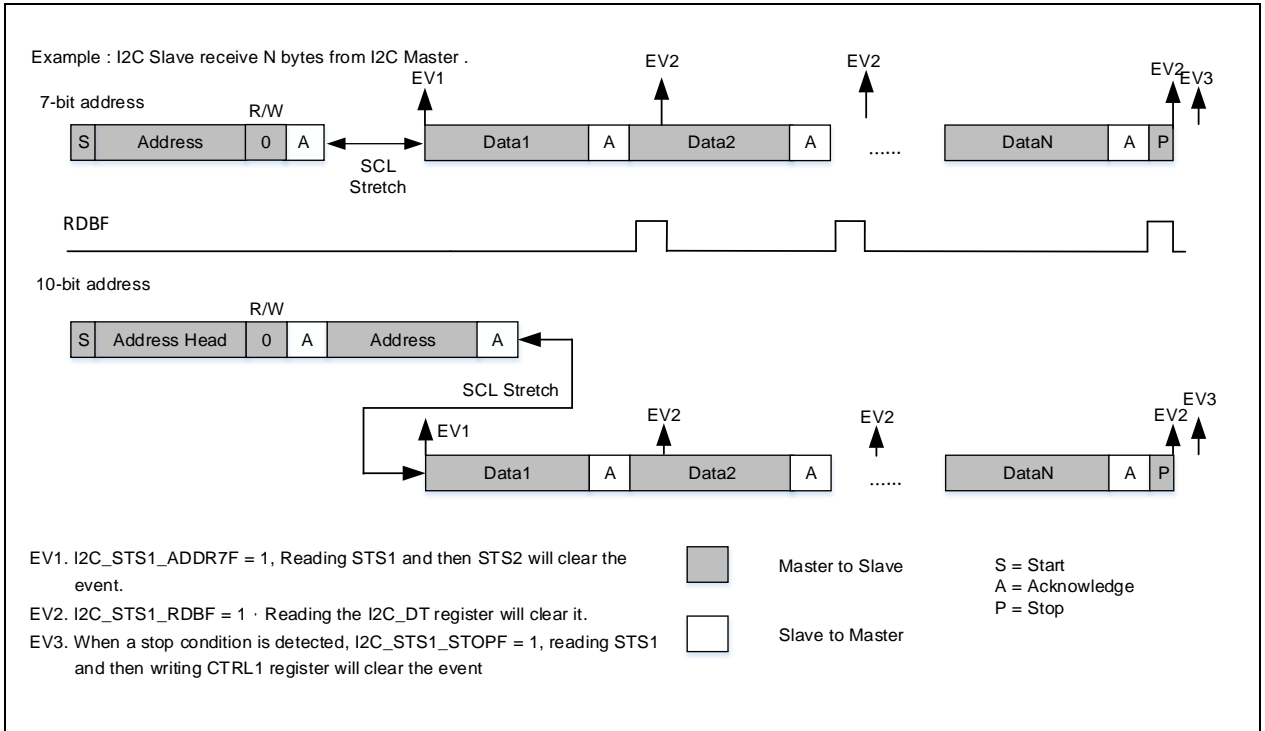 Example : I2C Slave receive N bytes from I2C Master .
EV1
EV2
EV2
EV2
EV3
7-bit address
R/W
S
Address
0
A
SCL
Stretch
Data1
A
Data2
A
......
DataN
A
P
RDBF
10-bit address
R/W
S
Address Head
0
A
Address
A
SCL Stretch
EV1
EV2
EV2
EV2
EV3
Data1
A
Data2
A
......
DataN
A
P
EV1. I2C_STS1_ADDR7F = 1, Reading STS1 and then STS2 will clear the
event.
EV2. I2C_STS1_RDBF = 1 · Reading the I2C_DT register will clear it.
EV3. When a stop condition is detected, I2C_STS1_STOPF = 1, reading STS1
and then writing CTRL1 register will clear the event
Master to Slave
Slave to Master
S = Start
A = Acknowledge
P = Stop